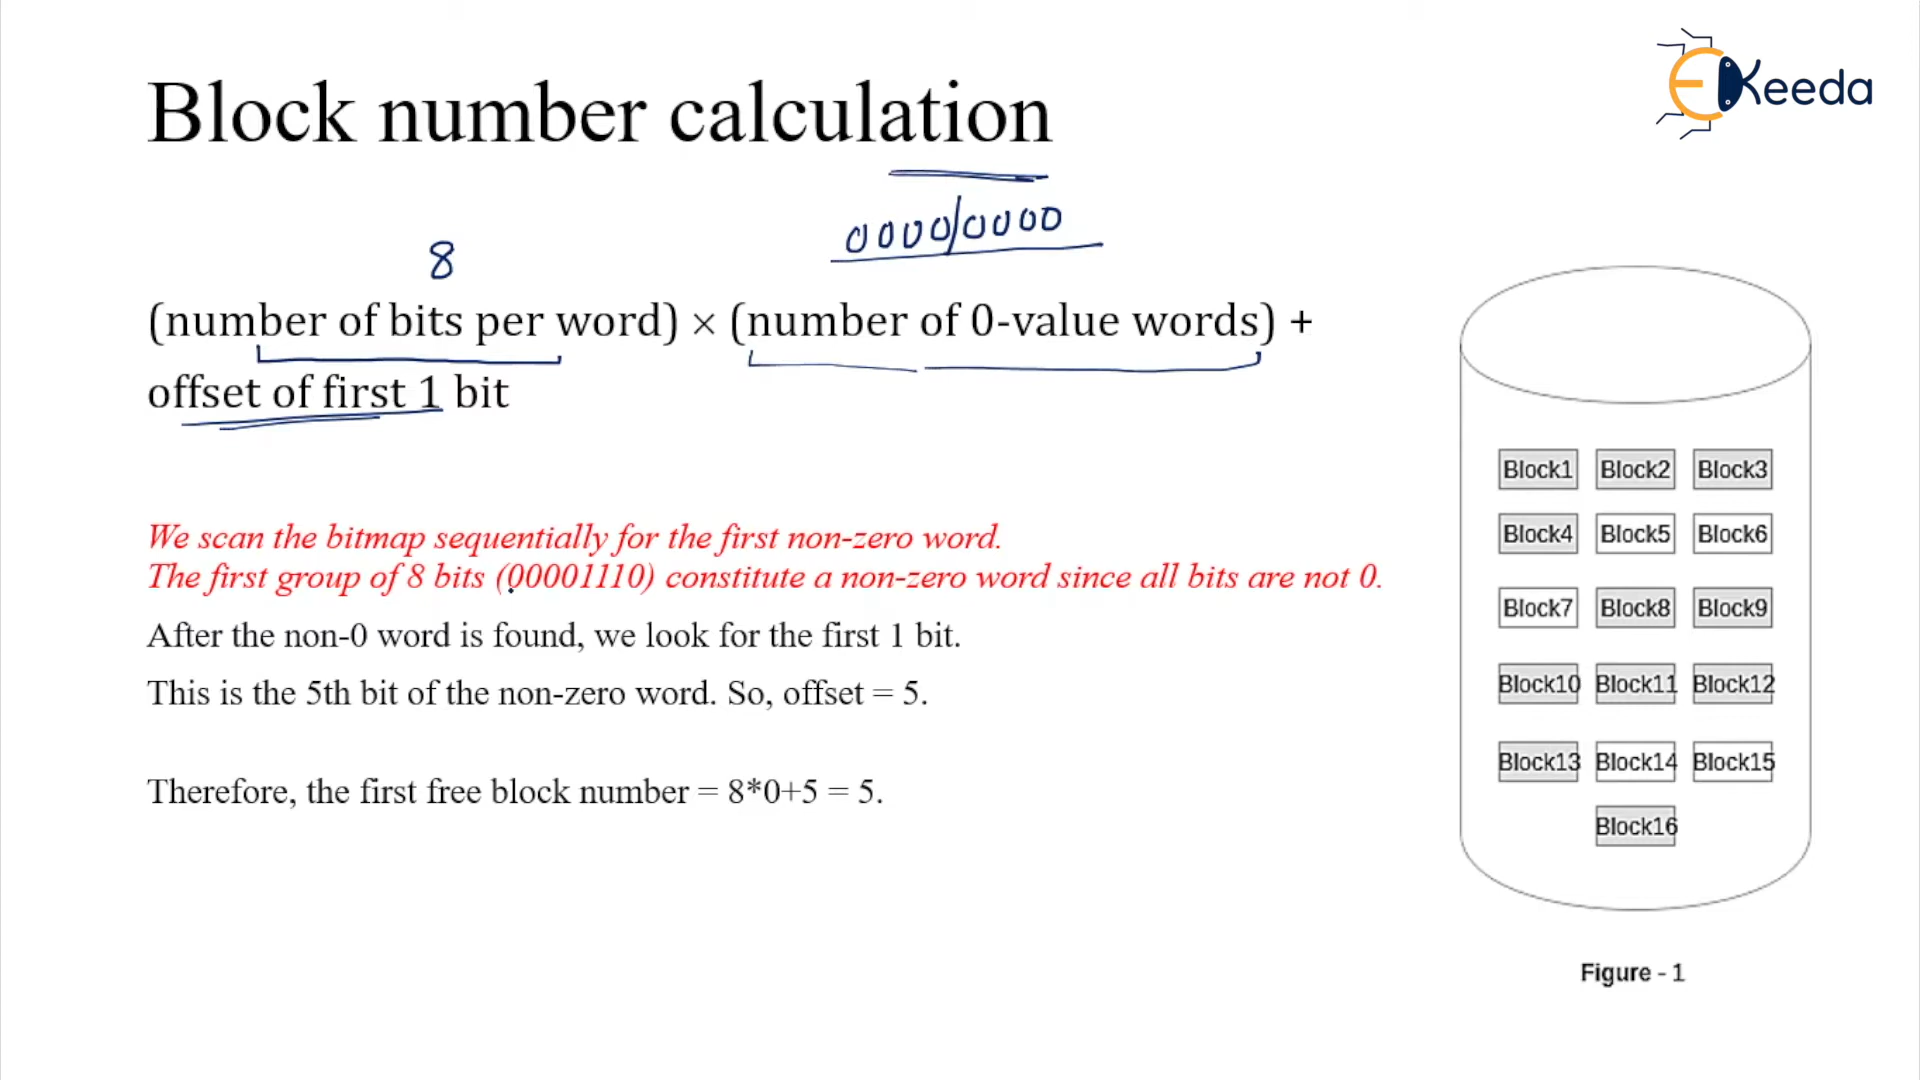 EKeeda
Block number calculation
0000/0000
8
(number of bits per word) × (number of 0-value words) +
offset of first 1 bit
We scan the bitmap sequentially for the first non-zero word.
The first group of 8 bits (00001110) constitute a non-zero word since all bits are not 0.
After the non-0 word is found, we look for the first 1 bit.
This is the 5th bit of the non-zero word. So, offset = 5.
Therefore, the first free block number = 8*0+5 = 5.
Block1 Block2 Block3
Block4 Block5 Block6
Block7 Block8 Block9
Block10 Block11 Block12
Block13 Block14 Block15
Block16
Figure - 1